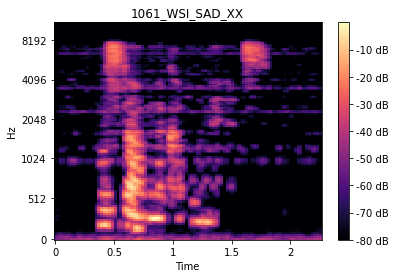 1061_WSI_SAD_XX
8192
4096
2048
1024
512
0
Hz
0
0.5
1
1.5
2
Time
-10 dB
-20 dB
-30 dB
-40 dB
-50 dB
-60 dB
-70 dB
-80 dB